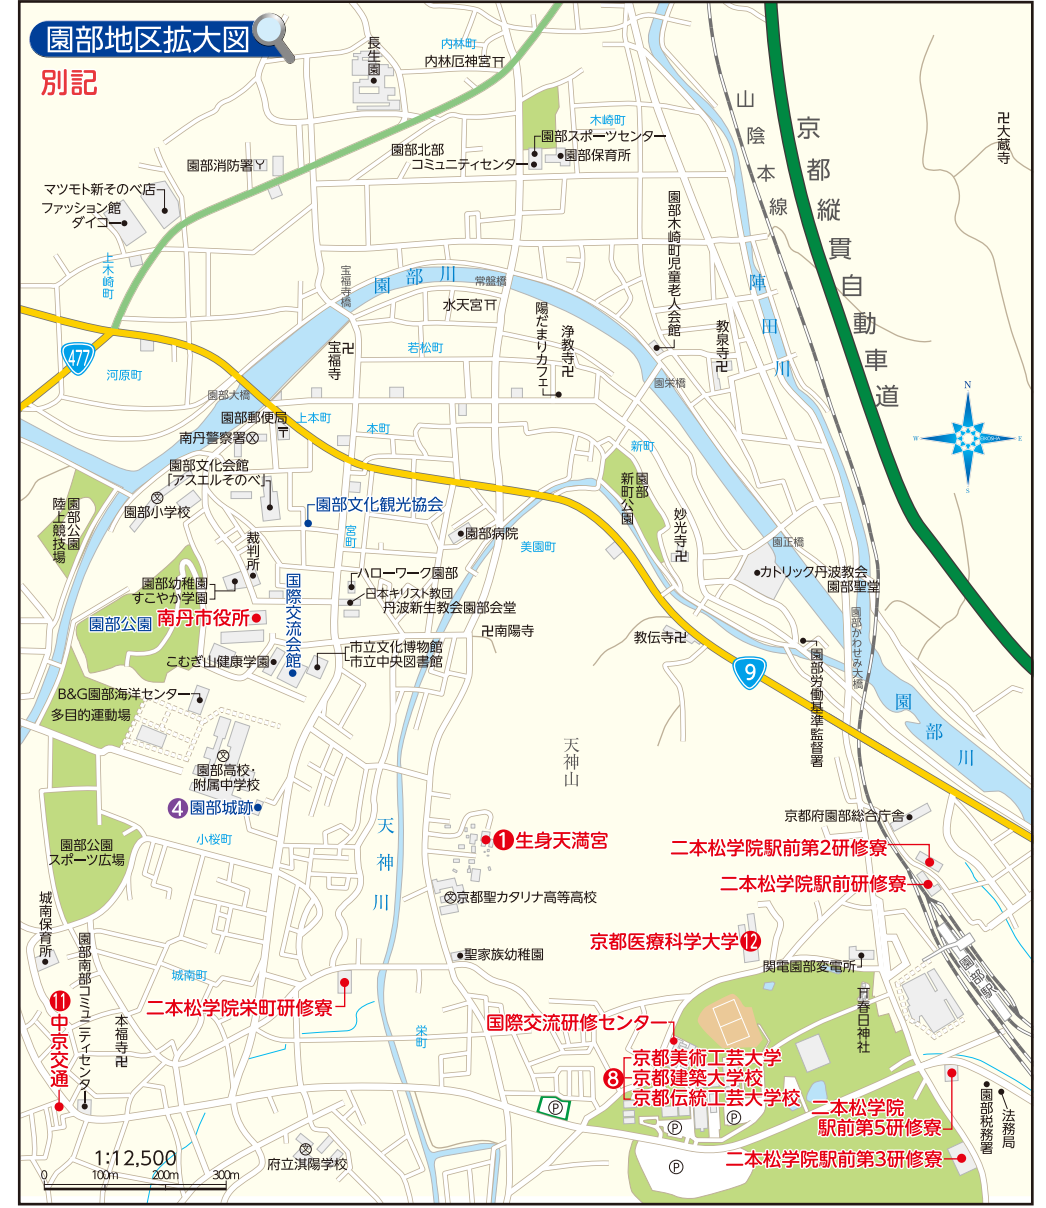 園部地区拡大図
別記
長生園
内林町
内林厄神宮
木崎町
園部スポーツセンター
園部北部
コミュニティセンター
園部保育所
園部消防署
マツモト新そのべ店
ファッション館
ダイコー
上木崎町
山陰本線
京都縦貫自動車道
大蔵寺
園部木崎町児童老人会館
陣田川
宝福寺橋
園部川
常盤橋
水天宮
陽だまりカフェ
浄教寺
教泉寺
477
河原町
宝福寺
若松町
園部大橋
園部郵便局
上本町
南丹警察署
本町
園栄橋
新町
N
W
E
S
園部文化会館
「アスエルそのべ」
園部小学校
園部公園
陸上競技場
園部文化観光協会
宮町
園部病院
美園町
園部
新町公園
妙光寺
園正橋
カトリック丹波教会
園部聖堂
裁判所
園部幼稚園
すこやか学園
ハローワーク園部
日本キリスト教団
丹波新生教会園部会堂
国際交流会館
園部公園
南丹市役所
南陽寺
教伝寺
園部かわせみ大橋
こむぎ山健康学園
市立文化博物館
市立中央図書館
園部労働基準監督署
9
B&G園部海洋センター
多目的運動場
園部川
天神山
園部高校・
附属中学校
4 園部城跡
小桜町
天神川
京都府園部総合庁舎
1 生身天満宮
二本松学院駅前第2研修寮
二本松学院駅前研修寮
園部公園
スポーツ広場
京都聖カタリナ高等高校
城南保育所
園部南部コミュニティセンター
京都医療科学大学 12
聖家族幼稚園
関電園部変電所
園部駅
城南町
二本松学院栄町研修寮
春日神社
11
中京交通
本福寺
栄町
国際交流研修センター
8
京都美術工芸大学
京都建築大学校
京都伝統工芸大学校
P
P
P
P
二本松学院
駅前第5研修寮
園部税務署
法務局
二本松学院駅前第3研修寮
府立淇陽学校
1:12,500
0 100m 200m 300m